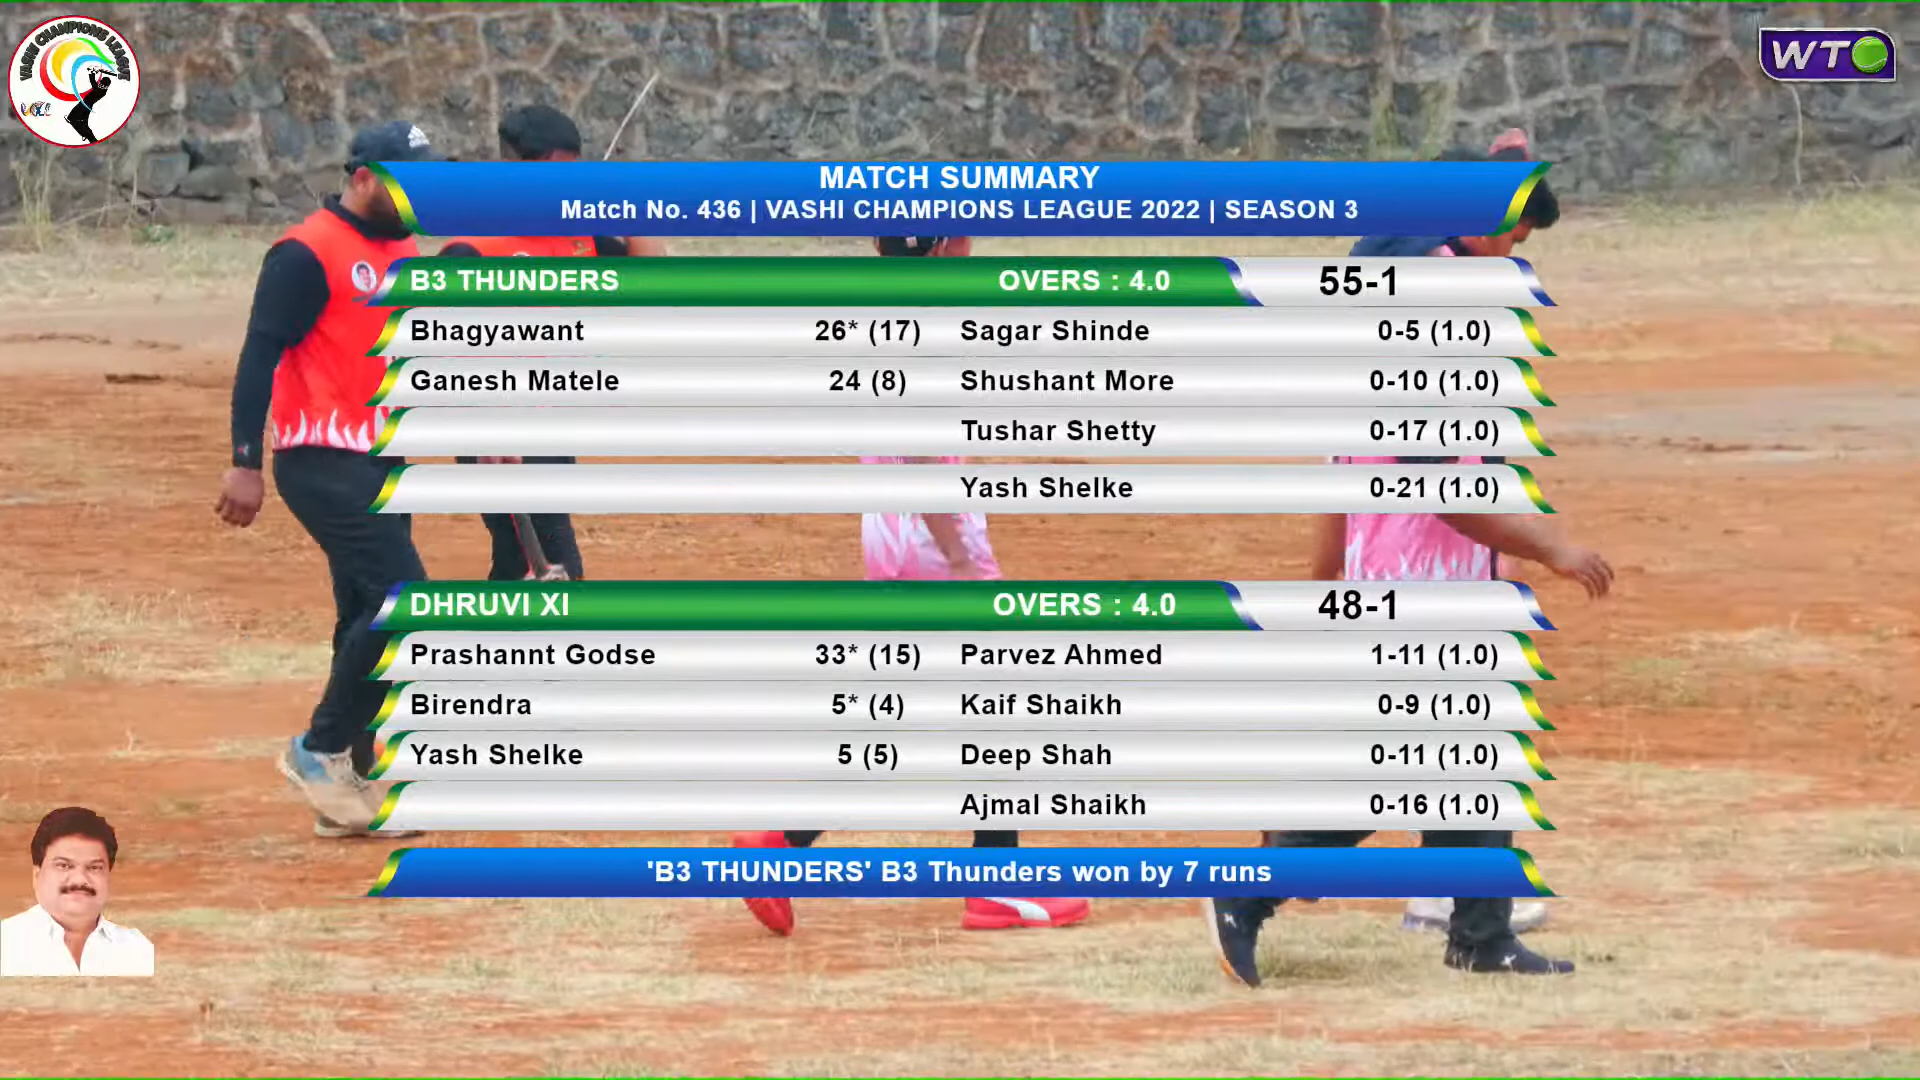 VASHI CHAMPIONS LEAGUE
VCL
WT
MATCH SUMMARY
Match No. 436 | VASHI CHAMPIONS LEAGUE 2022 | SEASON 3
B3 THUNDERS OVERS : 4.0 55-1
Bhagyawant 26* (17) Sagar Shinde 0-5 (1.0)
Ganesh Matele 24 (8) Shushant More 0-10 (1.0)
Tushar Shetty 0-17 (1.0)
Yash Shelke 0-21 (1.0)
DHRUVI XI OVERS : 4.0 48-1
Prashannt Godse 33* (15) Parvez Ahmed 1-11 (1.0)
Birendra 5* (4) Kaif Shaikh 0-9 (1.0)
Yash Shelke 5 (5) Deep Shah 0-11 (1.0)
Ajmal Shaikh 0-16 (1.0)
'B3 THUNDERS' B3 Thunders won by 7 runs